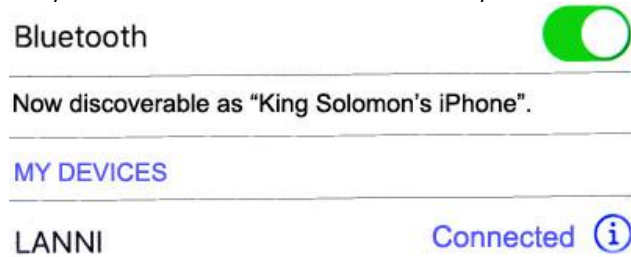 Bluetooth
Now discoverable as “King Solomon's iPhone”.
MY DEVICES
LANNI Connected